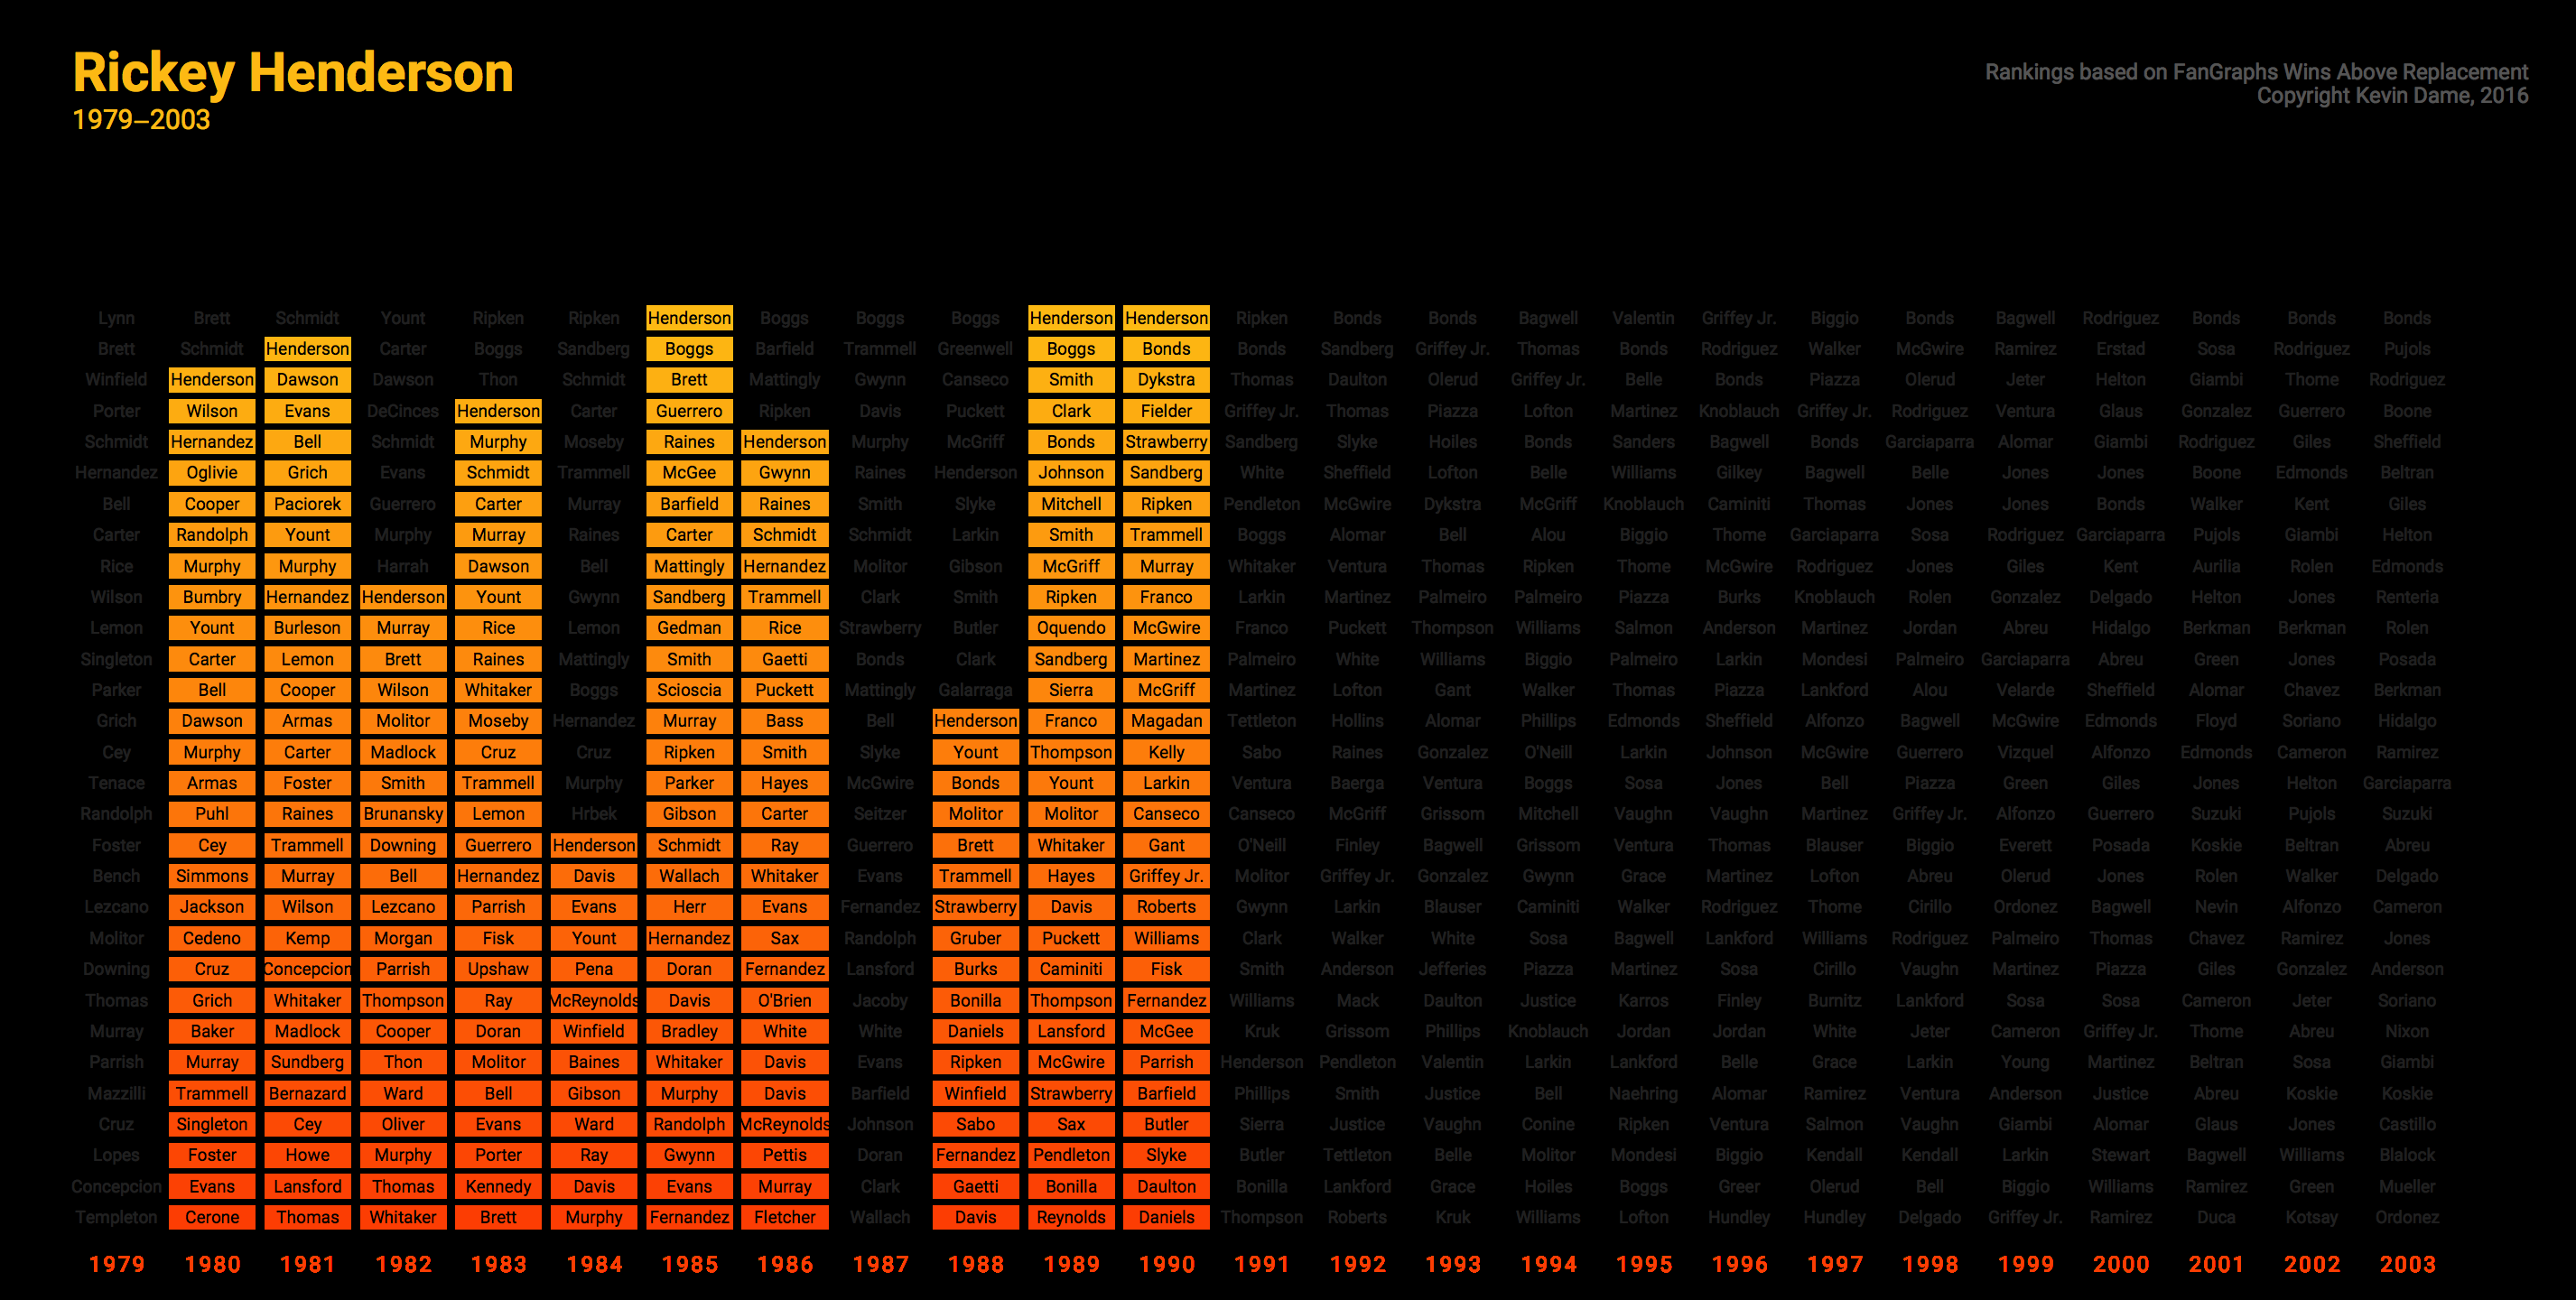 Rickey Henderson
1979–2003
Rankings based on FanGraphs Wins Above Replacement
Copyright Kevin Dame, 2016
Lynn Brett Schmidt Yount Ripken Ripken Henderson Boggs Boggs Boggs Henderson Henderson Ripken Bonds Bonds Bagwell Valentin Griffey Jr. Biggio Bonds Bagwell Rodriguez Bonds Bonds Bonds
Brett Schmidt Henderson Carter Boggs Sandberg Boggs Barfield Trammell Greenwell Boggs Bonds Bonds Sandberg Griffey Jr. Thomas Bonds Rodriguez Walker McGwire Ramirez Erstad Sosa Rodriguez Pujols
Winfield Henderson Dawson Dawson Thon Schmidt Brett Mattingly Gwynn Canseco Smith Dykstra Thomas Daulton Olerud Griffey Jr. Belle Bonds Piazza Olerud Jeter Helton Giambi Thome Rodriguez
Porter Wilson Evans DeCinces Henderson Carter Guerrero Ripken Davis Puckett Clark Fielder Griffey Jr. Thomas Piazza Lofton Martinez Knoblauch Griffey Jr. Rodriguez Ventura Glaus Gonzalez Guerrero Boone
Schmidt Hernandez Bell Schmidt Murphy Moseby Raines Henderson Murphy McGriff Bonds Strawberry Sandberg Slyke Hoiles Bonds Sanders Bagwell Bonds Garciaparra Alomar Giambi Rodriguez Giles Sheffield
Hernandez Oglivie Grich Evans Schmidt Trammell McGee Gwynn Raines Henderson Johnson Sandberg White Sheffield Lofton Belle Williams Gilkey Bagwell Belle Jones Jones Boone Edmonds Beltran
Bell Cooper Paciorek Guerrero Carter Murray Barfield Raines Smith Slyke Mitchell Ripken Pendleton McGwire Dykstra McGriff Knoblauch Caminiti Thomas Jones Jones Bonds Walker Kent Giles
Carter Randolph Yount Murphy Murray Raines Carter Schmidt Schmidt Larkin Smith Trammell Boggs Alomar Bell Alou Biggio Thome Garciaparra Sosa Rodriguez Garciaparra Pujols Giambi Helton
Rice Murphy Murphy Harrah Dawson Bell Mattingly Hernandez Molitor Gibson McGriff Murray Whitaker Ventura Thomas Ripken Thome McGwire Rodriguez Jones Giles Kent Aurilia Rolen Edmonds
Wilson Bumbry Hernandez Henderson Yount Gwynn Sandberg Trammell Clark Smith Ripken Franco Larkin Martinez Palmeiro Palmeiro Piazza Burks Knoblauch Rolen Gonzalez Delgado Helton Jones Renteria
Lemon Yount Burleson Murray Rice Lemon Gedman Rice Strawberry Butler Oquendo McGwire Franco Puckett Thompson Williams Salmon Anderson Martinez Jordan Abreu Hidalgo Berkman Berkman Rolen
Singleton Carter Lemon Brett Raines Mattingly Smith Gaetti Bonds Clark Sandberg Martinez Palmeiro White Williams Biggio Palmeiro Larkin Mondesi Palmeiro Garciaparra Abreu Green Jones Posada
Parker Bell Cooper Wilson Whitaker Boggs Scioscia Puckett Mattingly Galarraga Sierra McGriff Martinez Lofton Gant Walker Thomas Piazza Lankford Alou Velarde Sheffield Alomar Chavez Berkman
Grich Dawson Armas Molitor Moseby Hernandez Murray Bass Bell Henderson Franco Magadan Tettleton Hollins Alomar Phillips Edmonds Sheffield Alfonzo Bagwell McGwire Edmonds Floyd Soriano Hidalgo
Cey Murphy Carter Madlock Cruz Cruz Ripken Smith Slyke Yount Thompson Kelly Sabo Raines Gonzalez O'Neill Larkin Johnson McGwire Guerrero Vizquel Alfonzo Edmonds Cameron Ramirez
Tenace Armas Foster Smith Trammell Murphy Parker Hayes McGwire Bonds Yount Larkin Ventura Baerga Ventura Boggs Sosa Jones Bell Piazza Green Giles Jones Helton Garciaparra
Randolph Puhl Raines Brunansky Lemon Hrbek Gibson Carter Seitzer Molitor Molitor Canseco Canseco McGriff Grissom Mitchell Vaughn Vaughn Martinez Griffey Jr. Alfonzo Guerrero Suzuki Pujols Suzuki
Foster Cey Trammell Downing Guerrero Henderson Schmidt Ray Guerrero Brett Whitaker Gant O'Neill Finley Bagwell Grissom Ventura Thomas Blauser Biggio Everett Posada Koskie Beltran Abreu
Bench Simmons Murray Bell Hernandez Davis Wallach Whitaker Evans Trammell Hayes Griffey Jr. Molitor Griffey Jr. Gonzalez Gwynn Grace Martinez Lofton Abreu Olerud Jones Rolen Walker Delgado
Lezcano Jackson Wilson Lezcano Parrish Evans Herr Evans Fernandez Strawberry Davis Roberts Gwynn Larkin Blauser Caminiti Walker Rodriguez Thome Cirillo Ordonez Bagwell Nevin Alfonzo Cameron
Molitor Cedeno Kemp Morgan Fisk Yount Hernandez Sax Randolph Gruber Puckett Williams Clark Walker White Sosa Bagwell Lankford Williams Rodriguez Palmeiro Thomas Chavez Ramirez Jones
Downing Cruz Concepcion Parrish Upshaw Pena Doran Fernandez Lansford Burks Caminiti Fisk Smith Anderson Jefferies Piazza Martinez Sosa Cirillo Vaughn Martinez Piazza Giles Gonzalez Anderson
Thomas Grich Whitaker Thompson Ray McReynolds Davis O'Brien Jacoby Bonilla Thompson Fernandez Williams Mack Daulton Justice Karros Finley Burnitz Lankford Sosa Sosa Cameron Jeter Soriano
Murray Baker Madlock Cooper Doran Winfield Bradley White White Daniels Lansford McGee Kruk Grissom Phillips Knoblauch Jordan Jordan White Jeter Cameron Griffey Jr. Thome Abreu Nixon
Parrish Murray Sundberg Thon Molitor Baines Whitaker Davis Evans Ripken McGwire Parrish Henderson Pendleton Valentin Larkin Lankford Belle Grace Larkin Young Martinez Beltran Sosa Giambi
Mazzilli Trammell Bernazard Ward Bell Gibson Murphy Davis Barfield Winfield Strawberry Barfield Phillips Smith Justice Bell Naehring Alomar Ramirez Ventura Anderson Justice Abreu Koskie Koskie
Cruz Singleton Cey Oliver Evans Ward Randolph McReynolds Johnson Sabo Sax Butler Sierra Justice Vaughn Conine Ripken Ventura Salmon Vaughn Giambi Alomar Glaus Jones Castillo
Lopes Foster Howe Murphy Porter Ray Gwynn Pettis Doran Fernandez Pendleton Slyke Butler Tettleton Belle Molitor Mondesi Biggio Kendall Kendall Larkin Stewart Bagwell Williams Blalock
Concepcion Evans Lansford Thomas Kennedy Davis Evans Murray Clark Gaetti Bonilla Daulton Bonilla Lankford Grace Hoiles Boggs Greer Olerud Bell Biggio Williams Ramirez Green Mueller
Templeton Cerone Thomas Whitaker Brett Murphy Fernandez Fletcher Wallach Davis Reynolds Daniels Thompson Roberts Kruk Williams Lofton Hundley Hundley Delgado Griffey Jr. Ramirez Duca Kotsay Ordonez
1979 1980 1981 1982 1983 1984 1985 1986 1987 1988 1989 1990 1991 1992 1993 1994 1995 1996 1997 1998 1999 2000 2001 2002 2003